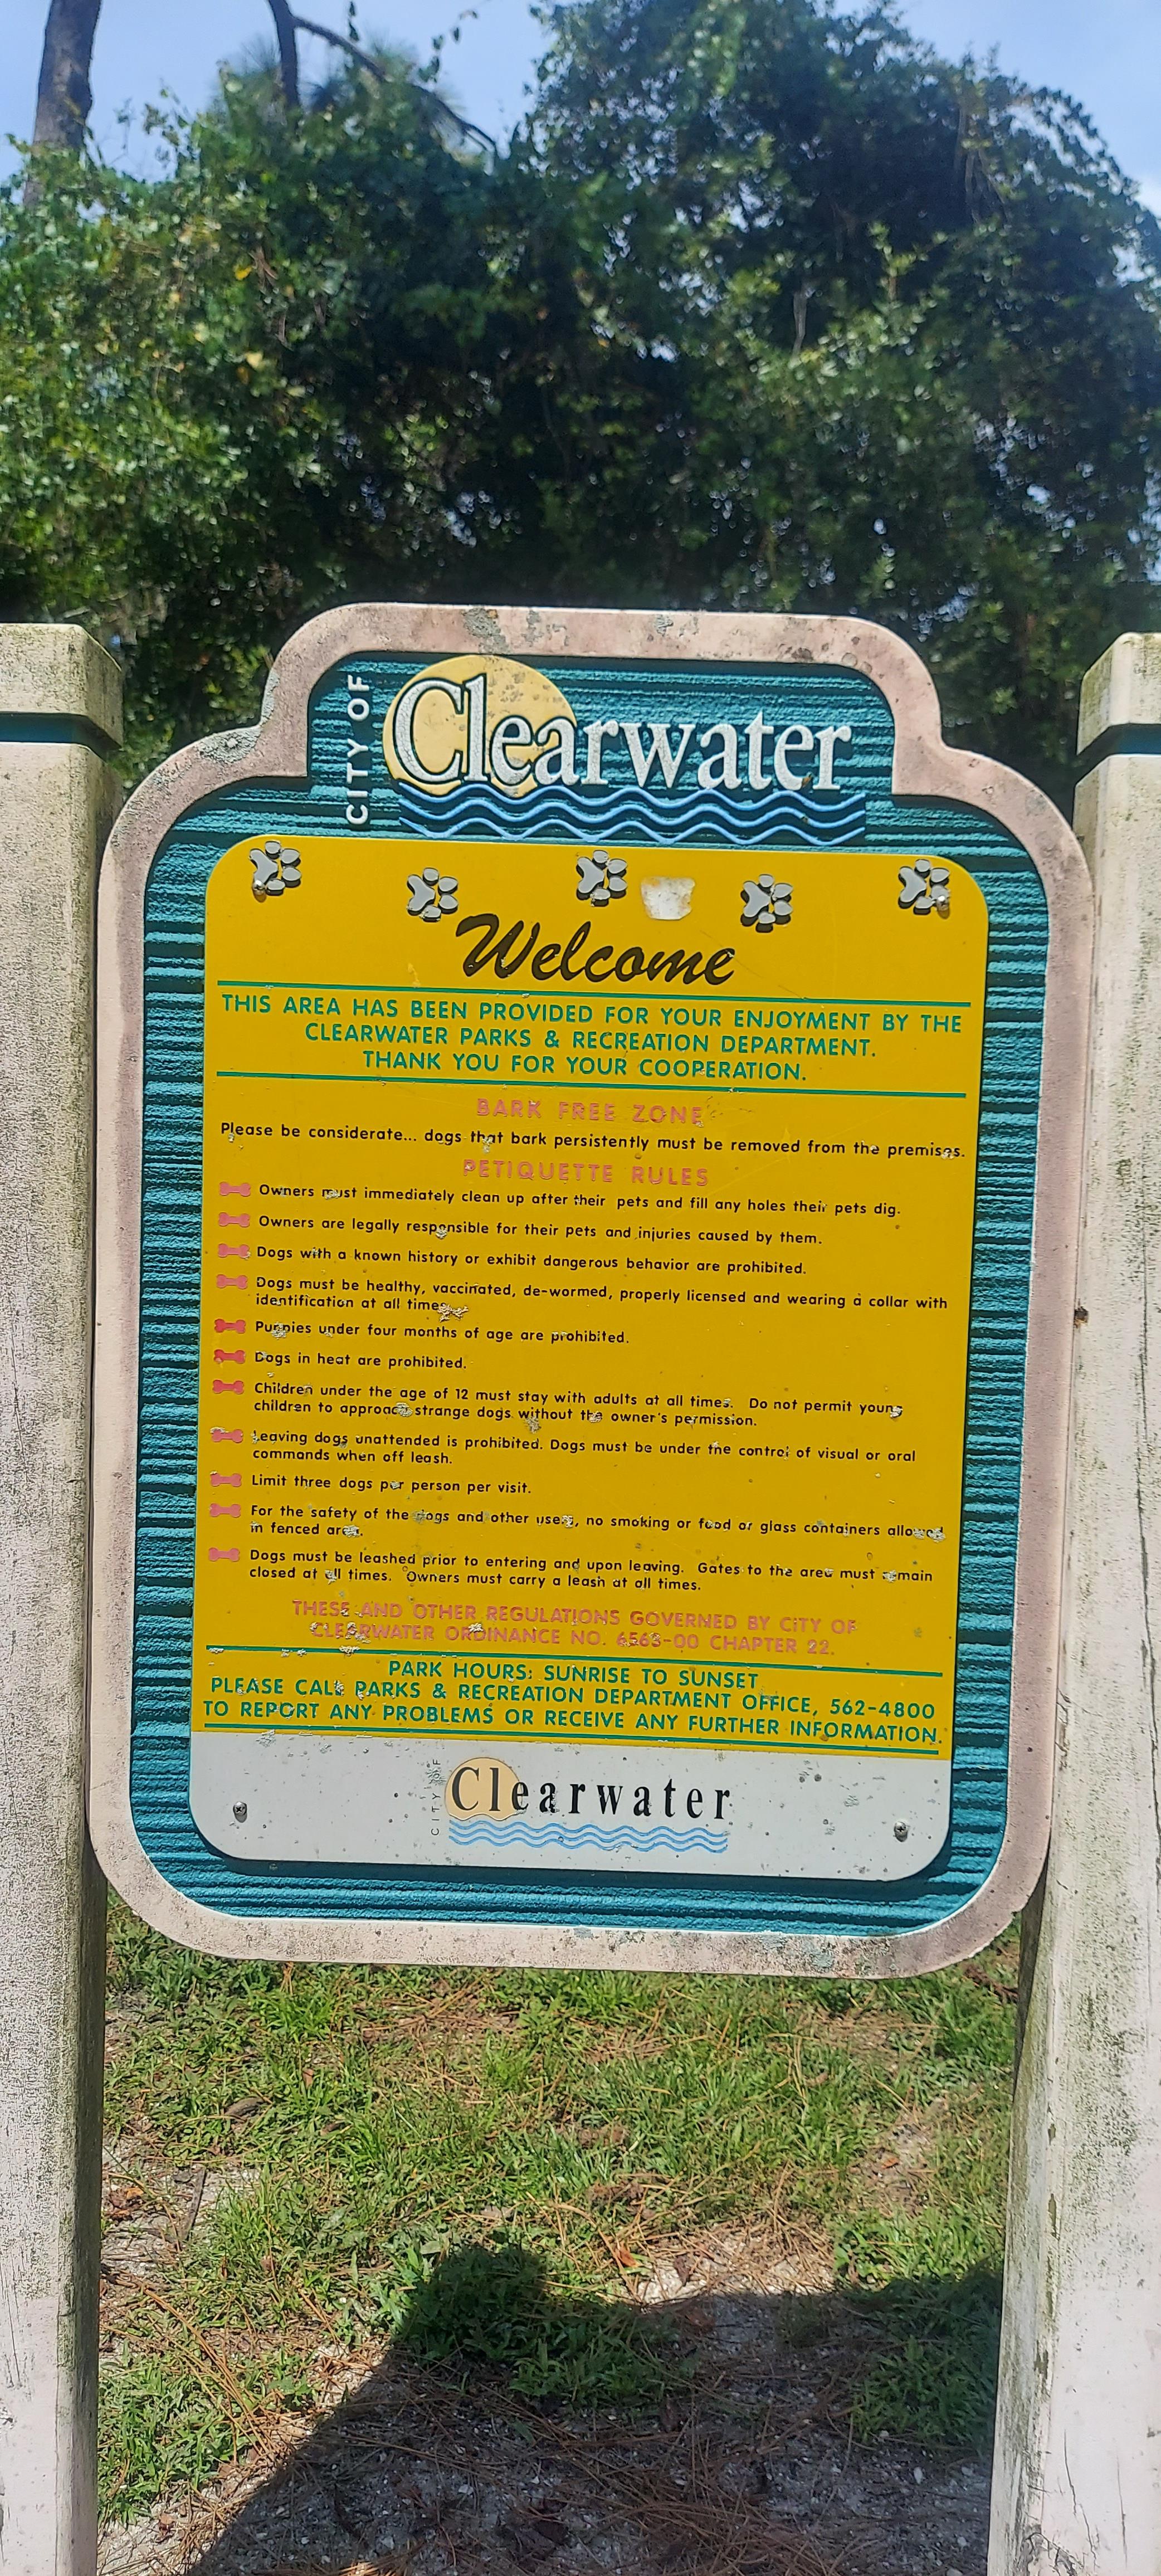 CITY OF
Clearwater
Welcome
THIS AREA HAS BEEN PROVIDED FOR YOUR ENJOYMENT BY THE
CLEARWATER PARKS & RECREATION DEPARTMENT.
THANK YOU FOR YOUR COOPERATION.
BARK FREE ZONE
Please be considerate... dogs that bark persistently must be removed from the premises.
PETIQUETTE RULES
Owners must immediately clean up after their pets and fill any holes their pets dig.
Owners are legally responsible for their pets and injuries caused by them.
Dogs with a known history or exhibit dangerous behavior are prohibited.
Dogs must be healthy, vaccinated, de-wormed, properly licensed and wearing a collar with
identification at all times.
Puppies under four months of age are prohibited.
Dogs in heat are prohibited.
Children under the age of 12 must stay with adults at all times. Do not permit young
children to approach strange dogs without the owner's permission.
Leaving dogs unattended is prohibited. Dogs must be under the control of visual or oral
commands when off leash.
Limit three dogs per person per visit.
For the safety of the dogs and other users, no smoking or food or glass containers allowed
in fenced area.
Dogs must be leashed prior to entering and upon leaving. Gates to the area must remain
closed at all times. Owners must carry a leash at all times.
THESE AND OTHER REGULATIONS GOVERNED BY CITY OF
CLEARWATER ORDINANCE NO. 6563-00 CHAPTER 22.
PARK HOURS: SUNRISE TO SUNSET
PLEASE CALL PARKS & RECREATION DEPARTMENT OFFICE, 562-4800
TO REPORT ANY PROBLEMS OR RECEIVE ANY FURTHER INFORMATION.
CITY OF
Clearwater